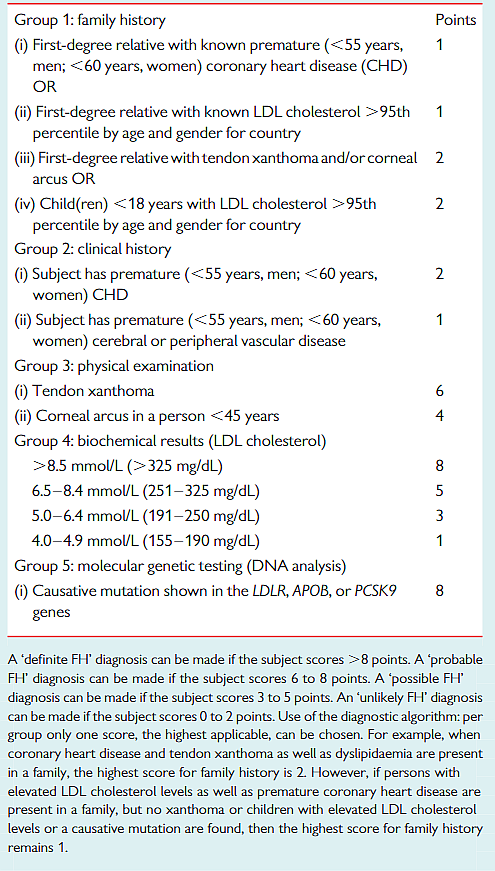 Group 1: family history Points
(i) First-degree relative with known premature (<55 years, 1
men; <60 years, women) coronary heart disease (CHD)
OR
(ii) First-degree relative with known LDL cholesterol >95th 1
percentile by age and gender for country
(iii) First-degree relative with tendon xanthoma and/or corneal 2
arcus OR
(iv) Child(ren) <18 years with LDL cholesterol >95th 2
percentile by age and gender for country
Group 2: clinical history
(i) Subject has premature (<55 years, men; <60 years, 2
women) CHD
(ii) Subject has premature (<55 years, men; <60 years, 1
women) cerebral or peripheral vascular disease
Group 3: physical examination
(i) Tendon xanthoma 6
(ii) Corneal arcus in a person <45 years 4
Group 4: biochemical results (LDL cholesterol)
>8.5 mmol/L (>325 mg/dL) 8
6.5–8.4 mmol/L (251–325 mg/dL) 5
5.0–6.4 mmol/L (191–250 mg/dL) 3
4.0–4.9 mmol/L (155–190 mg/dL) 1
Group 5: molecular genetic testing (DNA analysis)
(i) Causative mutation shown in the LDLR, APOB, or PCSK9 8
genes
A ‘definite FH’ diagnosis can be made if the subject scores >8 points. A ‘probable
FH’ diagnosis can be made if the subject scores 6 to 8 points. A ‘possible FH’
diagnosis can be made if the subject scores 3 to 5 points. An ‘unlikely FH’ diagnosis
can be made if the subject scores 0 to 2 points. Use of the diagnostic algorithm: per
group only one score, the highest applicable, can be chosen. For example, when
coronary heart disease and tendon xanthoma as well as dyslipidaemia are present
in a family, the highest score for family history is 2. However, if persons with
elevated LDL cholesterol levels as well as premature coronary heart disease are
present in a family, but no xanthoma or children with elevated LDL cholesterol
levels or a causative mutation are found, then the highest score for family history
remains 1.